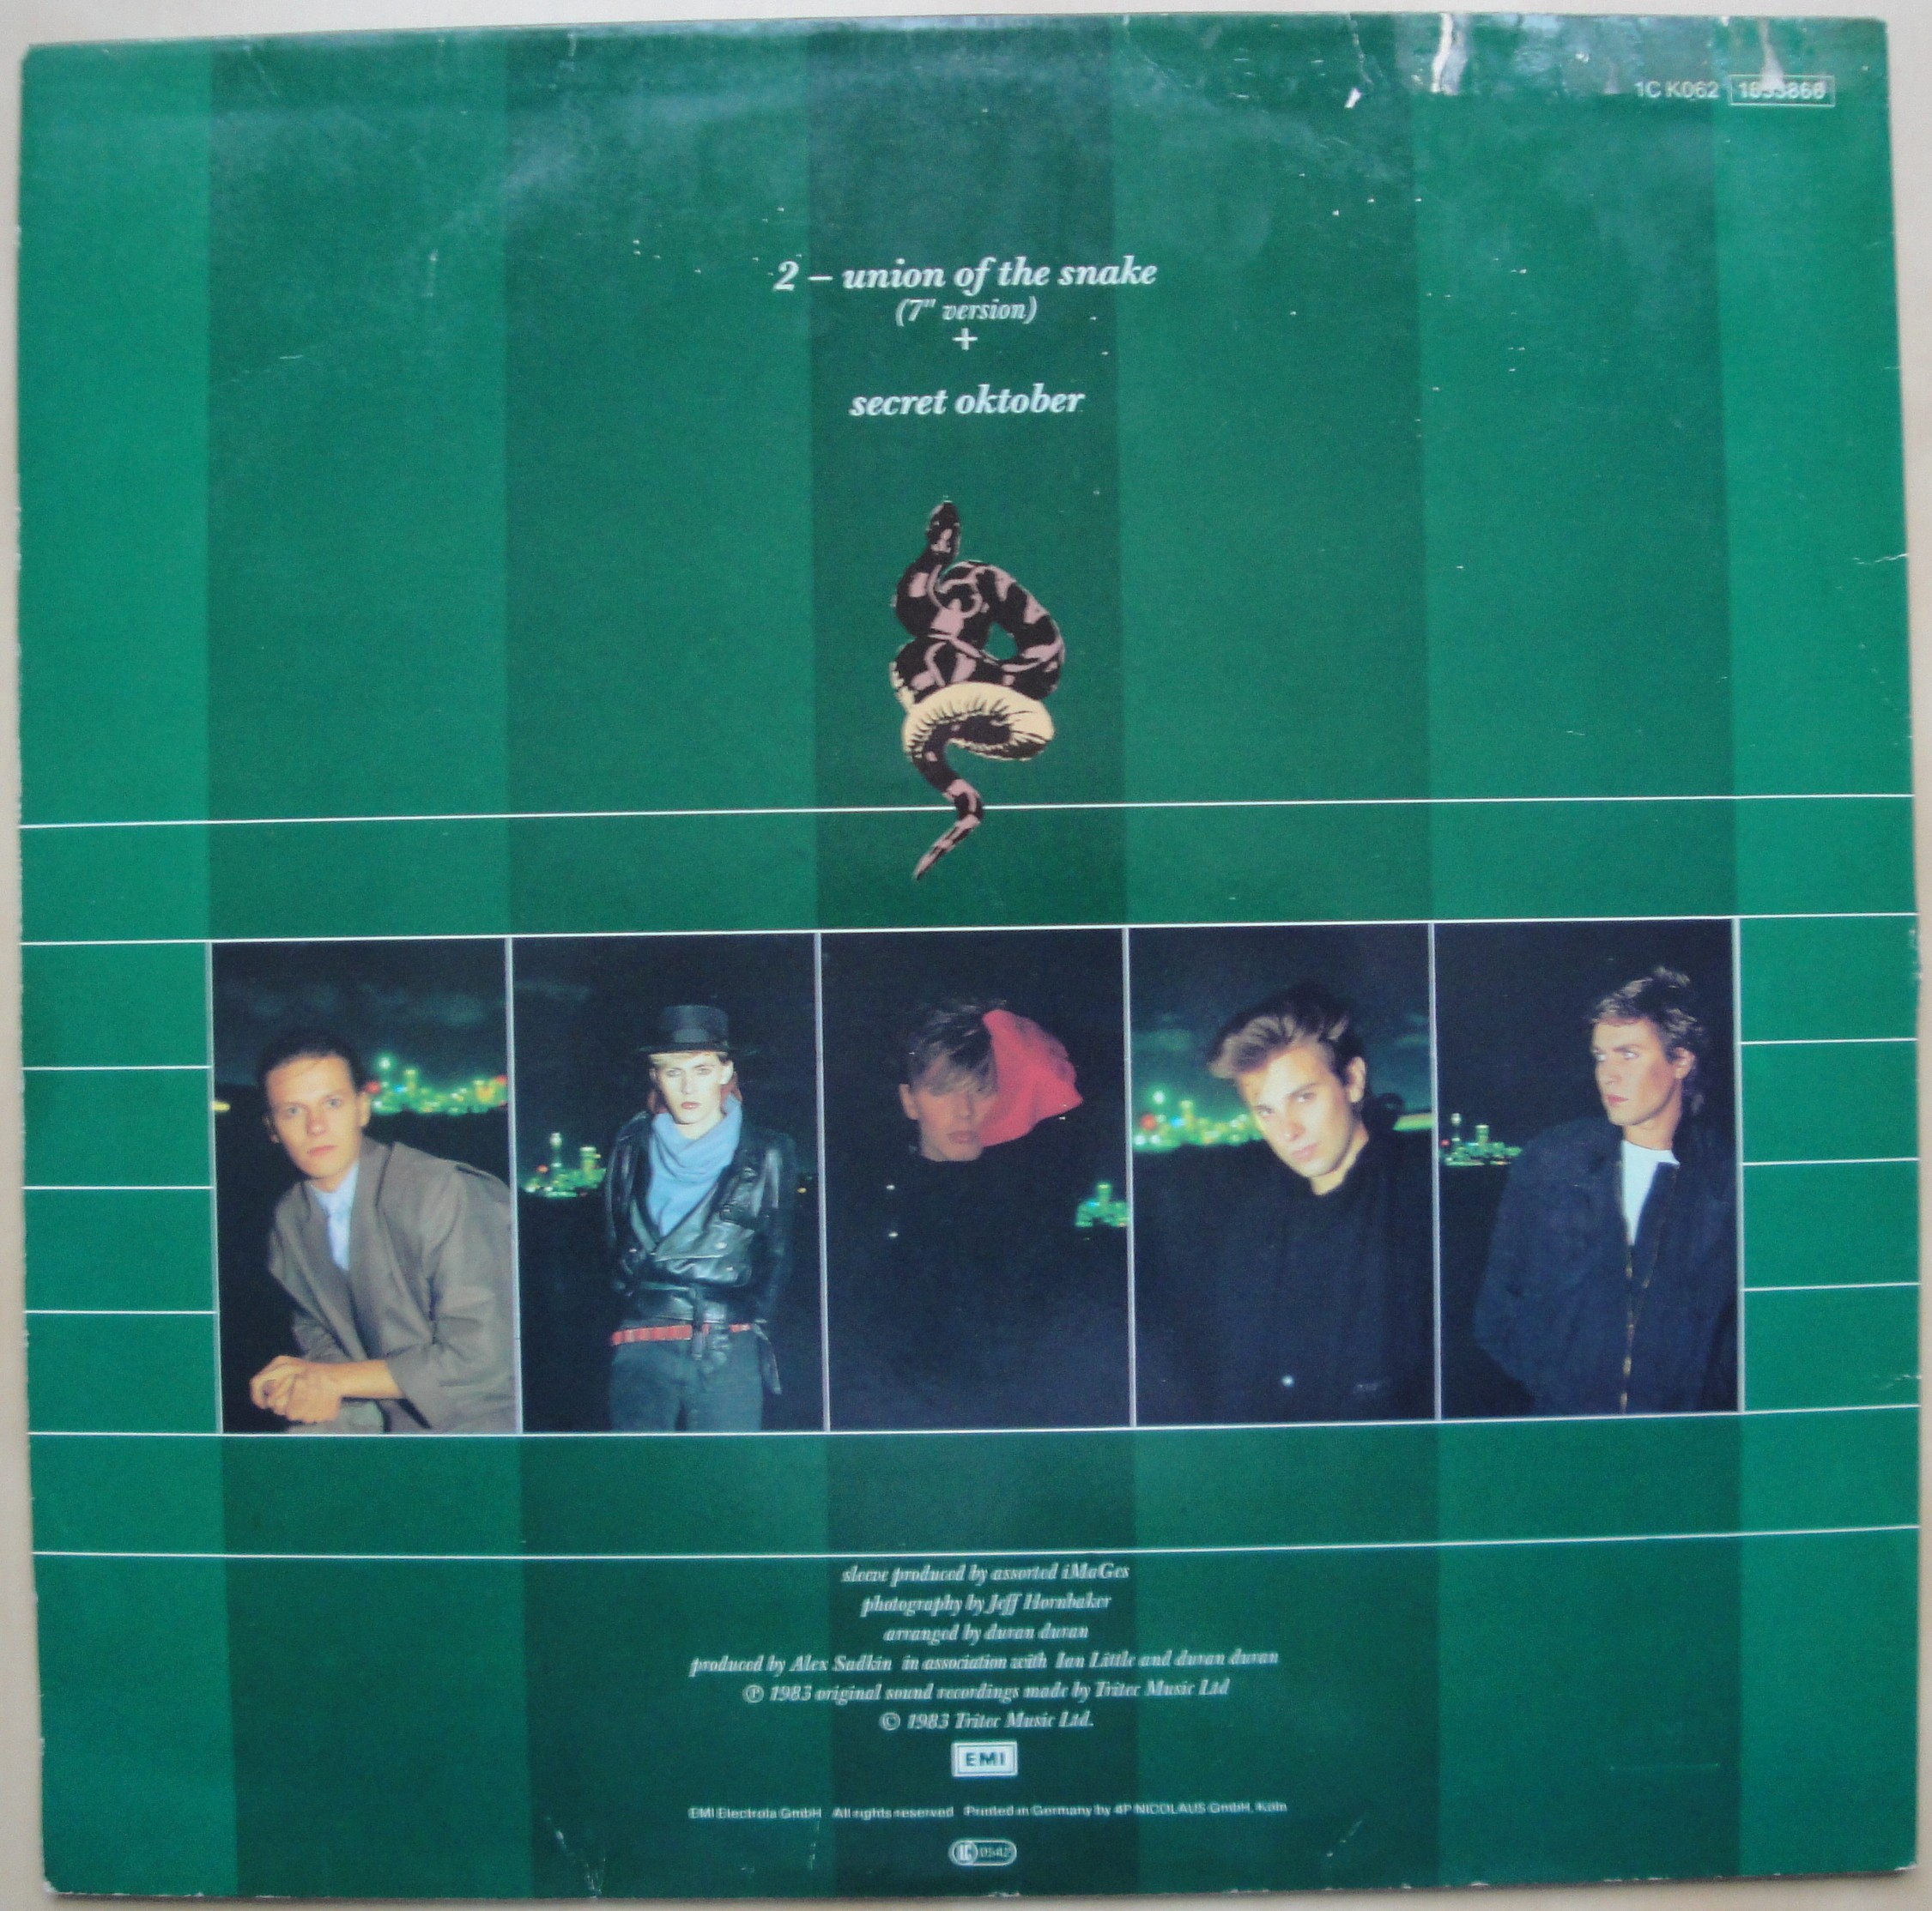 1C K062 1653866
2 – union of the snake
(7" version)
+
secret oktober
sleeve produced by assorted iMaGes
photography by Jeff Hornbaker
arranged by duran duran
produced by Alex Sadkin in association with Ian Little and duran duran
℗ 1983 original sound recordings made by Tritec Music Ltd
© 1983 Tritec Music Ltd.
EMI
EMI Electrola GmbH All rights reserved Printed in Germany by 4P NICOLAUS GmbH, Köln
LC 0542